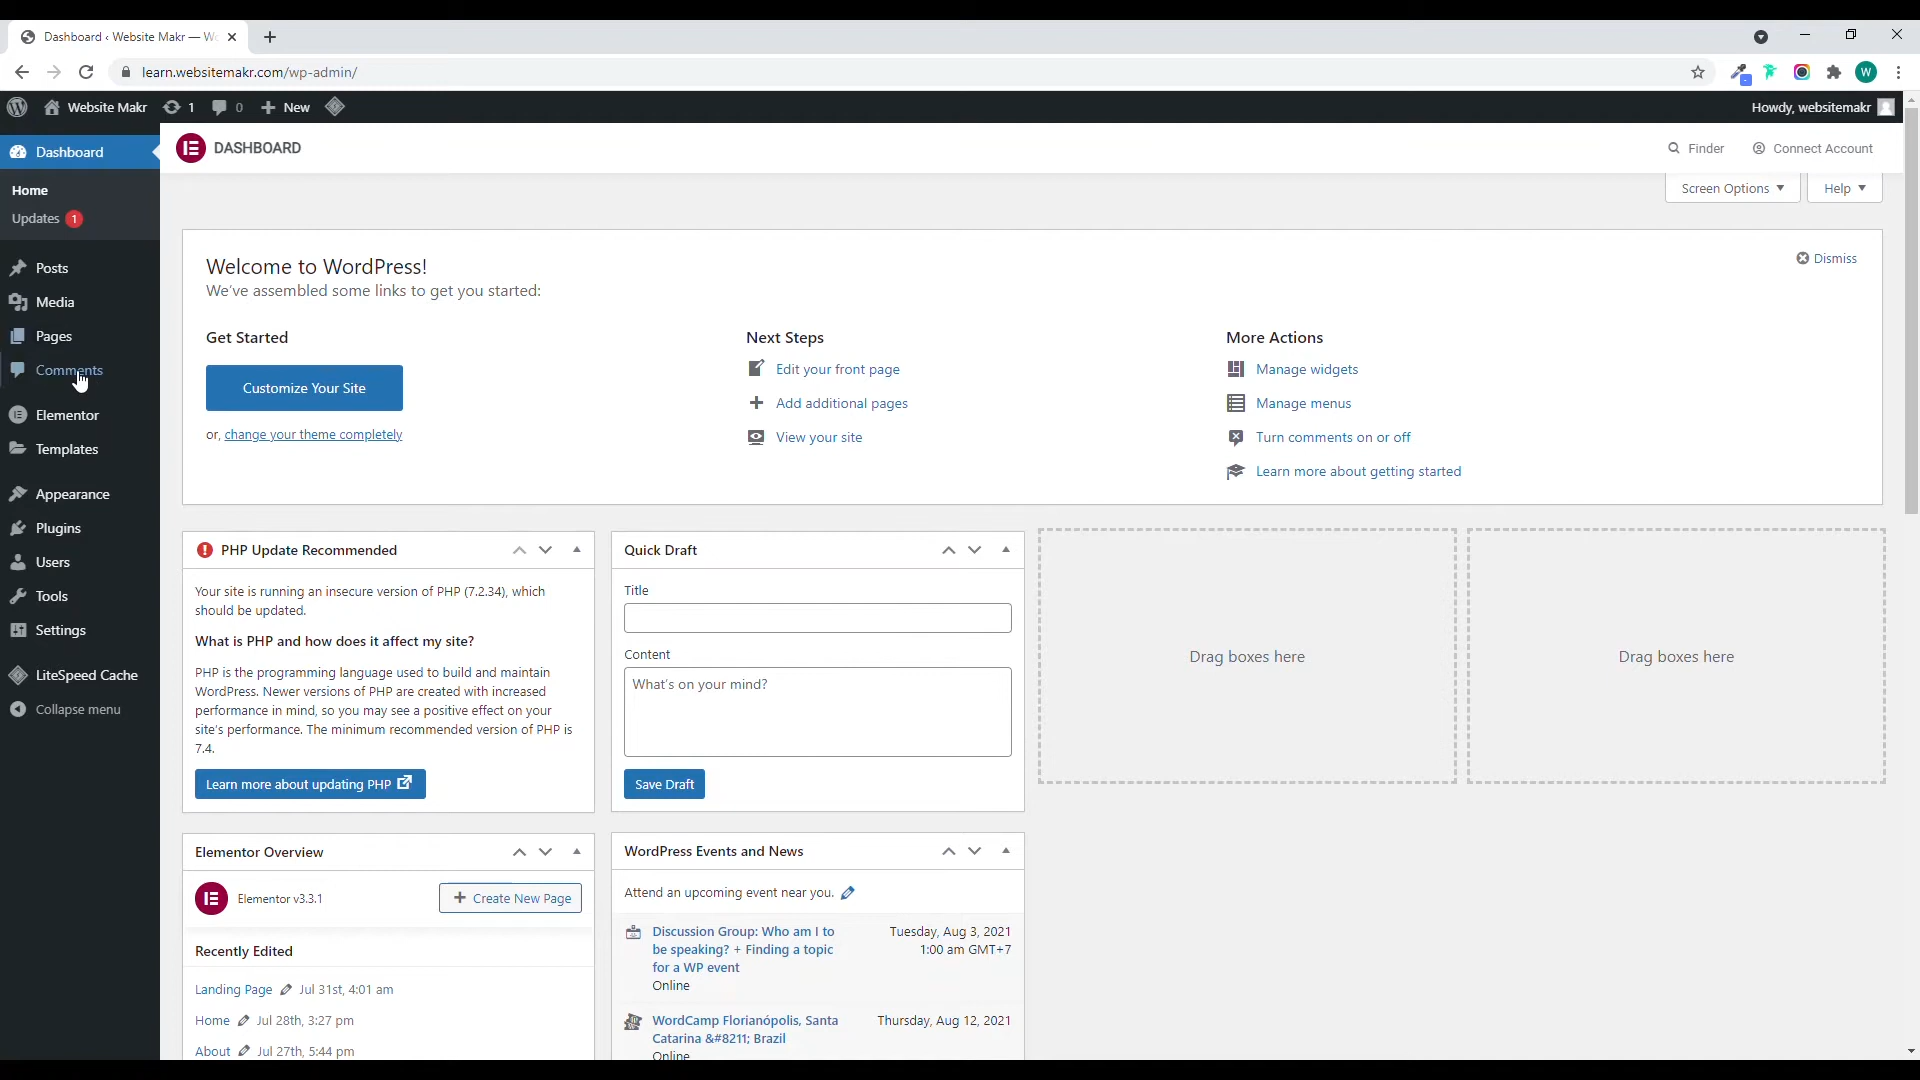 Dashboard ‹ Website Makr — Wo
learn.websitemakr.com/wp-admin/
W
Website Makr
1
0
New
Howdy, websitemakr
Dashboard
Home
Updates 1
Posts
Media
Pages
Comments
Elementor
Templates
Appearance
Plugins
Users
Tools
Settings
LiteSpeed Cache
Collapse menu
DASHBOARD
Finder
Connect Account
Screen Options
Help
Welcome to WordPress!
We've assembled some links to get you started:
Dismiss
Get Started
Customize Your Site
or, change your theme completely
Next Steps
Edit your front page
Add additional pages
View your site
More Actions
Manage widgets
Manage menus
Turn comments on or off
Learn more about getting started
PHP Update Recommended
Your site is running an insecure version of PHP (7.2.34), which
should be updated.
What is PHP and how does it affect my site?
PHP is the programming language used to build and maintain
WordPress. Newer versions of PHP are created with increased
performance in mind, so you may see a positive effect on your
site's performance. The minimum recommended version of PHP is
7.4.
Learn more about updating PHP
Quick Draft
Title
Content
What's on your mind?
Save Draft
Drag boxes here
Drag boxes here
Elementor Overview
Elementor v3.3.1
+ Create New Page
Recently Edited
Landing Page Jul 31st, 4:01 am
Home Jul 28th, 3:27 pm
About Jul 27th, 5:44 pm
WordPress Events and News
Attend an upcoming event near you.
Discussion Group: Who am I to
be speaking? + Finding a topic
for a WP event
Online
Tuesday, Aug 3, 2021
1:00 am GMT+7
WordCamp Florianópolis, Santa
Catarina &#8211; Brazil
Online
Thursday, Aug 12, 2021